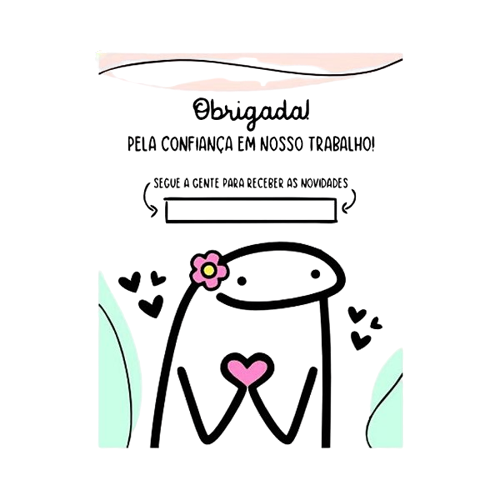 Obrigada!
PELA CONFIANÇA EM NOSSO TRABALHO!
SEGUE A GENTE PARA RECEBER AS NOVIDADES